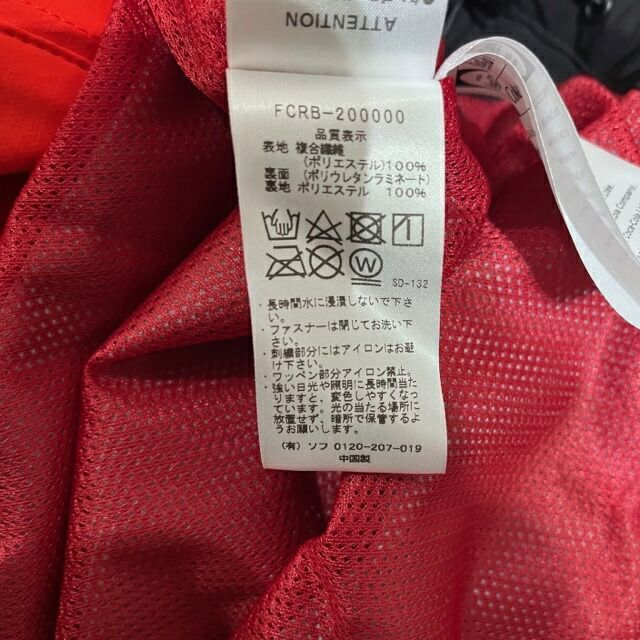 ATTENTION
FCRB-200000
品質表示
表地 複合繊維
(ポリエステル)100%
裏面 (ポリウレタンラミネート)
裏地 ポリエステル 100%
SD-132
・長時間水に浸漬しないで下さ
い。
・ファスナーは閉じてお洗い下
さい。
・刺繍部分にはアイロンはお避
け下さい。
・ワッペン部分アイロン禁止。
・強い日光や照明に長時間当た
りますと、変色しやすくなっ
ています。光の当たる場所に
放置せず、暗所で保管するよ
うお願いします。
(有) ソフ 0120-207-019
中国製